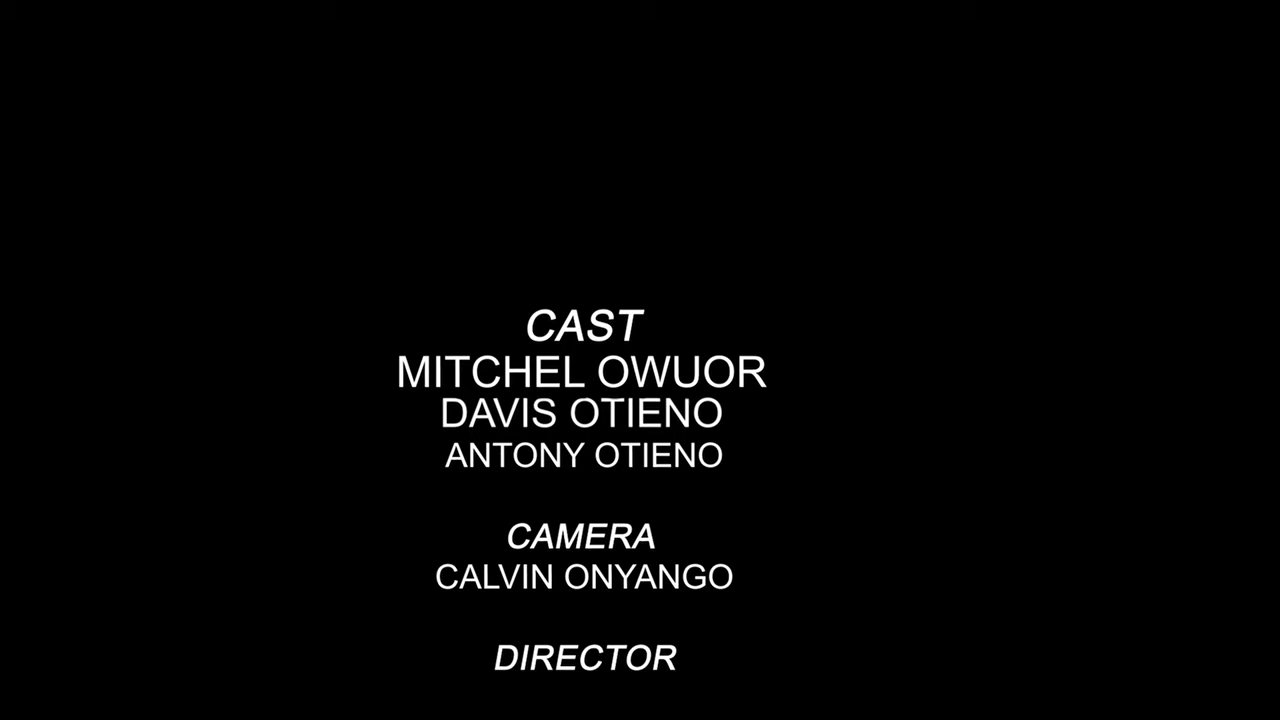 CAST
MITCHEL OWUOR
DAVIS OTIENO
ANTONY OTIENO
CAMERA
CALVIN ONYANGO
DIRECTOR